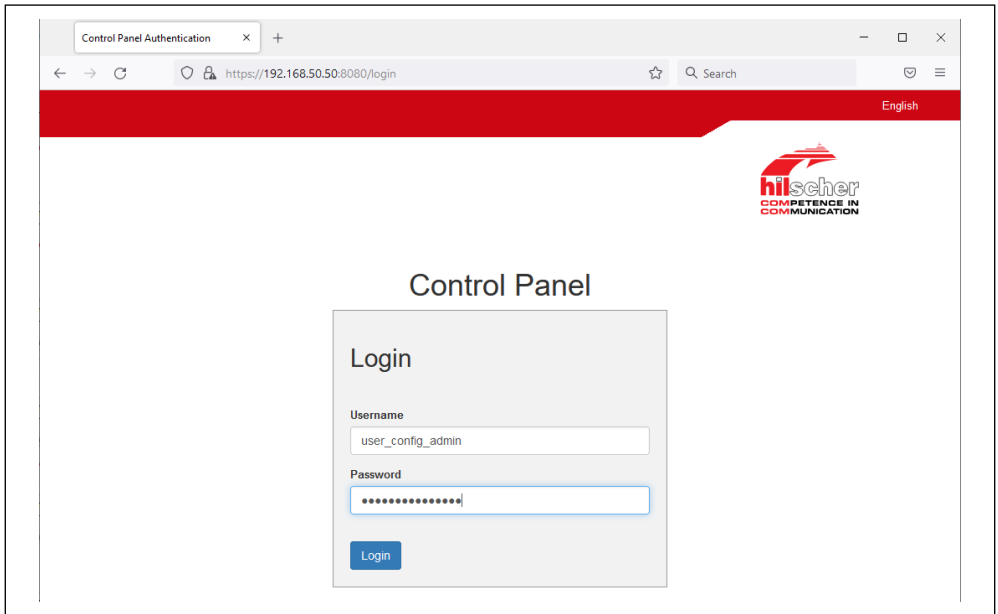 Control Panel Authentication
https://192.168.50.50:8080/login
Search
English
hilscher
COMPETENCE IN
COMMUNICATION
Control Panel
Login
Username
user_config_admin
Password
•••••••••••••••
Login